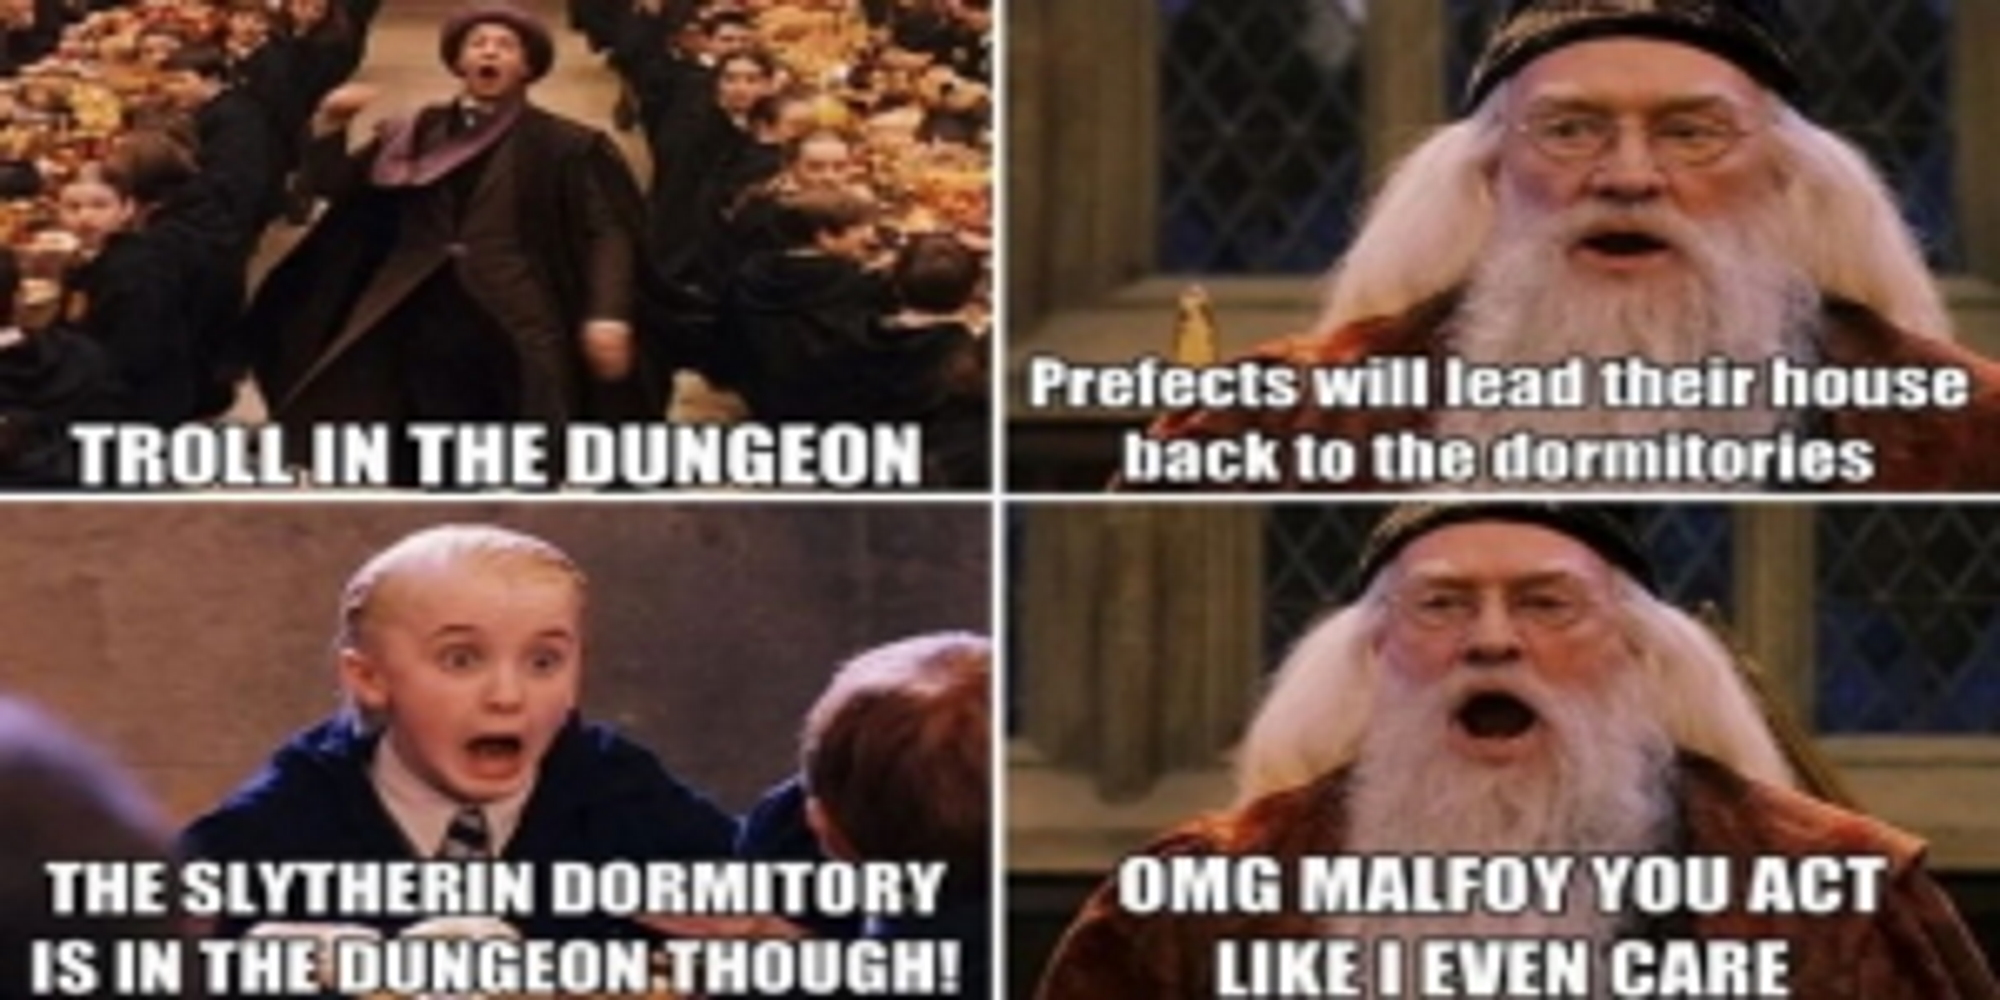 TROLL IN THE DUNGEON
Prefects will lead their house
back to the dormitories
THE SLYTHERIN DORMITORY
IS IN THE DUNGEON THOUGH!
OMG MALFOY YOU ACT
LIKE I EVEN CARE